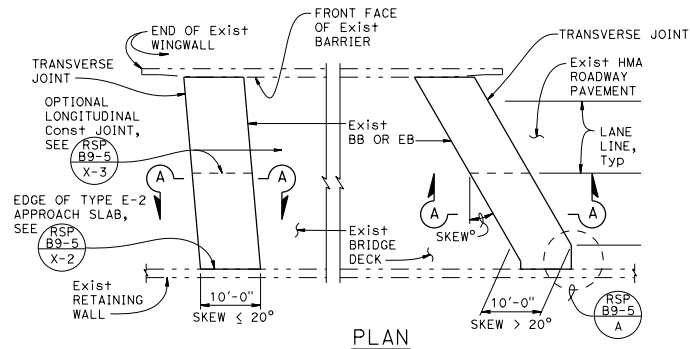 END OF Exist
WINGWALL
FRONT FACE
OF Exist
BARRIER
TRANSVERSE
JOINT
TRANSVERSE JOINT
Exist HMA
ROADWAY
PAVEMENT
OPTIONAL
LONGITUDINAL
Const JOINT,
SEE
RSP
B9-5
X-3
Exist
BB OR EB
LANE
LINE,
Typ
A
A
A
A
EDGE OF TYPE E-2
APPROACH SLAB,
SEE
RSP
B9-5
X-2
SKEW°
Exist
BRIDGE
DECK
Exist
RETAINING
WALL
10'-0"
SKEW ≤ 20°
10'-0"
SKEW > 20°
RSP
B9-5
A
PLAN